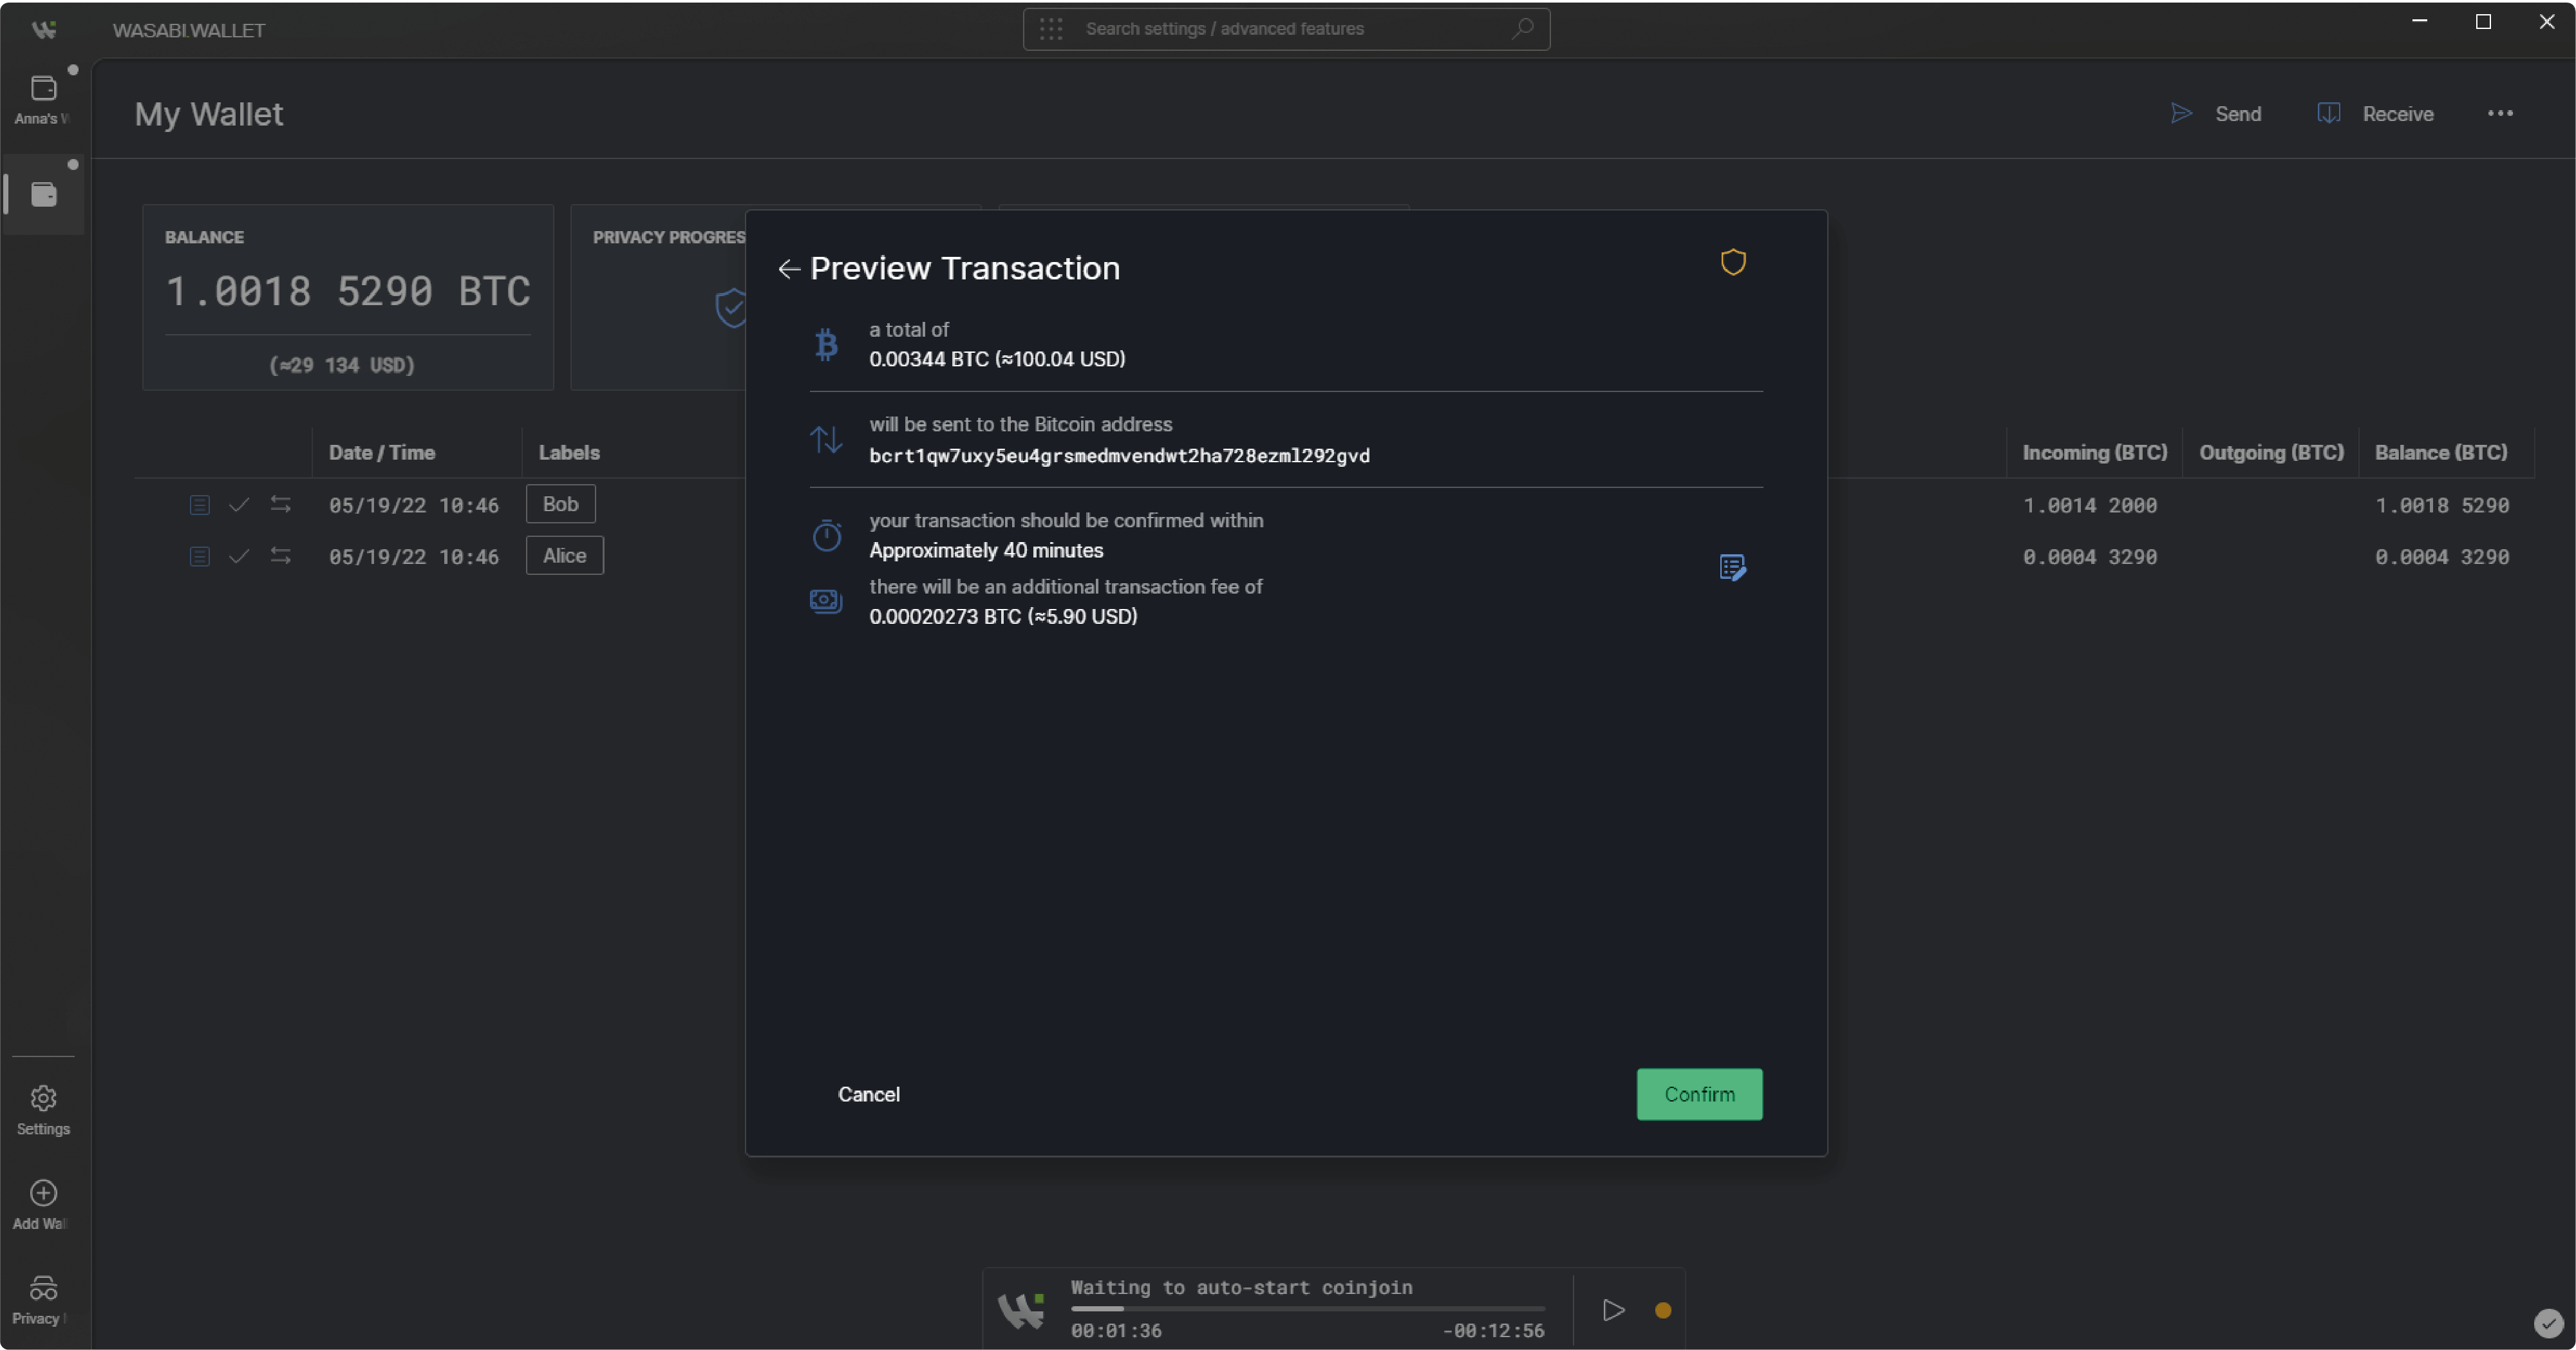 WASABI WALLET
Search settings / advanced features
Anna's W
My Wallet
Send
Receive
BALANCE
1.0018 5290 BTC
(≈29 134 USD)
PRIVACY PROGRES
Preview Transaction
a total of
0.00344 BTC (≈100.04 USD)
will be sent to the Bitcoin address
bcrt1qw7uxy5eu4grsmedmvendwt2ha728ezml292gvd
your transaction should be confirmed within
Approximately 40 minutes
there will be an additional transaction fee of
0.00020273 BTC (≈5.90 USD)
Cancel
Confirm
Date / Time Labels Incoming (BTC) Outgoing (BTC) Balance (BTC)
05/19/22 10:46 Bob 1.0014 2000 1.0018 5290
05/19/22 10:46 Alice 0.0004 3290 0.0004 3290
Settings
Add Wal
Privacy
Waiting to auto-start coinjoin
00:01:36 -00:12:56